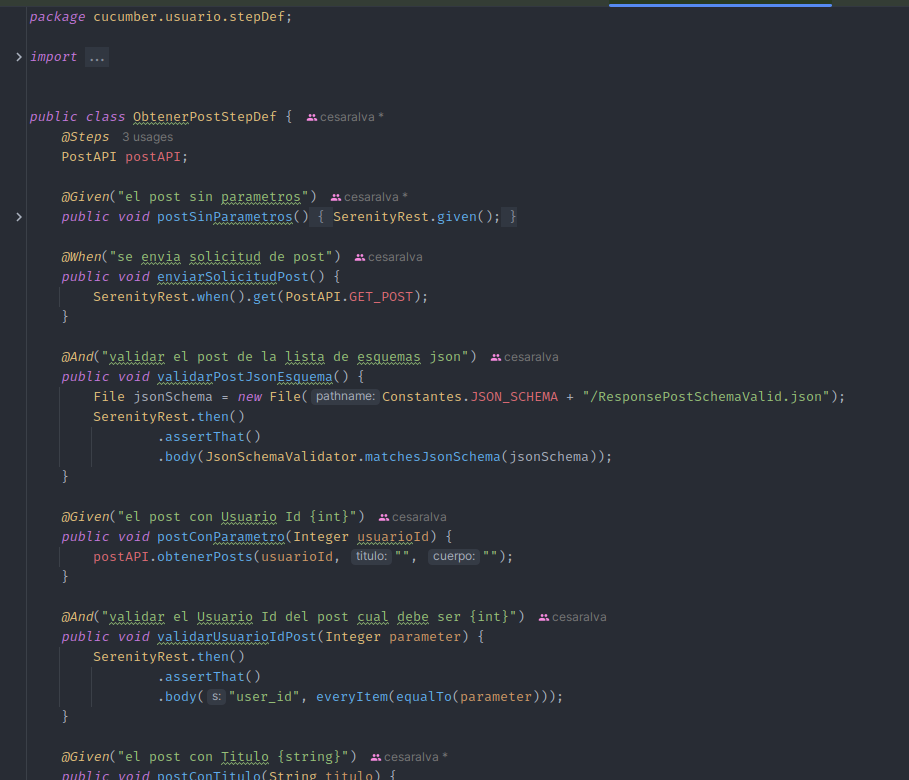 package cucumber.usuario.stepDef;
import ...
public class ObtenerPostStepDef { cesaralva *
@Steps 3 usages
PostAPI postAPI;
@Given("el post sin parametros") cesaralva *
public void postSinParametros() { SerenityRest.given(); }
@When("se envia solicitud de post") cesaralva
public void enviarSolicitudPost() {
SerenityRest.when().get(PostAPI.GET_POST);
}
@And("validar el post de la lista de esquemas json") cesaralva
public void validarPostJsonEsquema() {
File jsonSchema = new File( pathname: Constantes.JSON_SCHEMA + "/ResponsePostSchemaValid.json");
SerenityRest.then()
.assertThat()
.body(JsonSchemaValidator.matchesJsonSchema(jsonSchema));
}
@Given("el post con Usuario Id {int}") cesaralva
public void postConParametro(Integer usuarioId) {
postAPI.obtenerPosts(usuarioId, titulo: "", cuerpo: "");
}
@And("validar el Usuario Id del post cual debe ser {int}") cesaralva
public void validarUsuarioIdPost(Integer parameter) {
SerenityRest.then()
.assertThat()
.body( s: "user_id", everyItem(equalTo(parameter)));
}
@Given("el post con Titulo {string}") cesaralva *
public void postConTitulo(String titulo) {